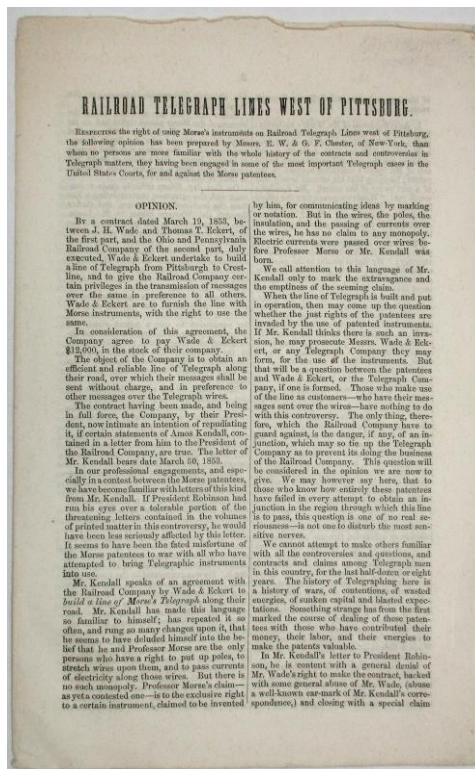 RAILROAD TELEGRAPH LINES WEST OF PITTSBURG.
RESPECTING the right of using Morse's instruments on Railroad Telegraph Lines west of Pittsburg,
the following opinion has been prepared by Messrs. E. W. & G. F. Chester, of New-York, than
whom no persons are more familiar with the whole history of the contracts and controversies in
Telegraph matters, they having been engaged in some of the most important Telegraph cases in the
United States Courts, for and against the Morse patentees.
OPINION.
BY a contract dated March 19, 1853, be-
tween J. H. Wade and Thomas T. Eckert, of
the first part, and the Ohio and Pennsylvania
Railroad Company of the second part, duly
executed, Wade & Eckert undertake to build
a line of Telegraph from Pittsburgh to Crest-
line, and to give the Railroad Company cer-
tain privileges in the transmission of messages
over the same in preference to all others.
Wade & Eckert are to furnish the line with
Morse instruments, with the right to use the
same.
In consideration of this agreement, the
Company agree to pay Wade & Eckert
$12,000, in the stock of their company.
The object of the Company is to obtain an
efficient and reliable line of Telegraph along
their road, over which their messages shall be
sent without charge, and in preference to
other messages over the Telegraph wires.
The contract having been made, and being
in full force, the Company, by their Presi-
dent, now intimate an intention of repudiating
it, if certain statements of Amos Kendall, con-
tained in a letter from him to the President of
the Railroad Company, are true. The letter of
Mr. Kendall bears date March 30, 1853.
In our professional engagements, and espe-
cially in a contest between the Morse patentees,
we have become familiar with letters of this kind
from Mr. Kendall. If President Robinson had
run his eyes over a tolerable portion of the
threatening letters contained in the volumes
of printed matter in this controversy, he would
have been less seriously affected by this letter.
It seems to have been the fated misfortune of
the Morse patentees to war with all who have
attempted to bring Telegraphic instruments
into use.
Mr. Kendall speaks of an agreement with
the Railroad Company by Wade & Eckert to
build a line of Morse's Telegraph along their
road. Mr. Kendall has made this language
so familiar to himself; has repeated it so
often, and rung so many changes upon it, that
he seems to have deluded himself into the be-
lief that he and Professor Morse are the only
persons who have a right to put up poles, to
stretch wires upon them, and to pass currents
of electricity along those wires. But there is
no such monopoly. Professor Morse's claim—
as yet a contested one—is to the exclusive right
to a certain instrument, claimed to be invented
by him, for communicating ideas by marking
or notation. But in the wires, the poles, the
insulation, and the passing of currents over
the wires, he has no claim to any monopoly.
Electric currents were passed over wires be-
fore Professor Morse or Mr. Kendall was
born.
We call attention to this language of Mr.
Kendall only to mark the extravagance and
the emptiness of the seeming claim.
When the line of Telegraph is built and put
in operation, then may come up the question
whether the just rights of the patentees are
invaded by the use of patented instruments.
If Mr. Kendall thinks there is such an inva-
sion, he may prosecute Messrs. Wade & Eck-
ert, or any Telegraph Company they may
form, for the use of the instruments. But
that will be a question between the patentees
and Wade & Eckert, or the Telegraph Com-
pany, if one is formed. Those who make use
of the line as customers—who have their mes-
sages sent over the wires—have nothing to do
with this controversy. The only thing, there-
fore, which the Railroad Company have to
guard against, is the danger, if any, of an in-
junction, which may so tie up the Telegraph
Company as to prevent its doing the business
of the Railroad Company. This question will
be considered in the opinion we are now to
give. We may however say here, that to
those who know how entirely these patentees
have failed in every attempt to obtain an in-
junction in the region through which this line
is to pass, this question is one of no real se-
riousness—is not one to disturb the most sen-
sitive nerves.
We cannot attempt to make others familiar
with all the controversies and questions, and
contracts and claims among Telegraph men
in this country, for the last half-dozen or eight
years. The history of Telegraphing here is
a history of wars, of contentions, of wasted
energies, of sunken capital and blasted expec-
tations. Something strange has from the first
marked the course of dealing of these paten-
tees with those who have contributed their
money, their labor, and their energies to
make the patents valuable.
In Mr. Kendall's letter to President Robin-
son, he is content with a general denial of
Mr. Wade's right to make the contract, backed
with some general abuse of Mr. Wade, (abuse
a well-known ear-mark of Mr. Kendall's corre-
spondence,) and closing with a special claim